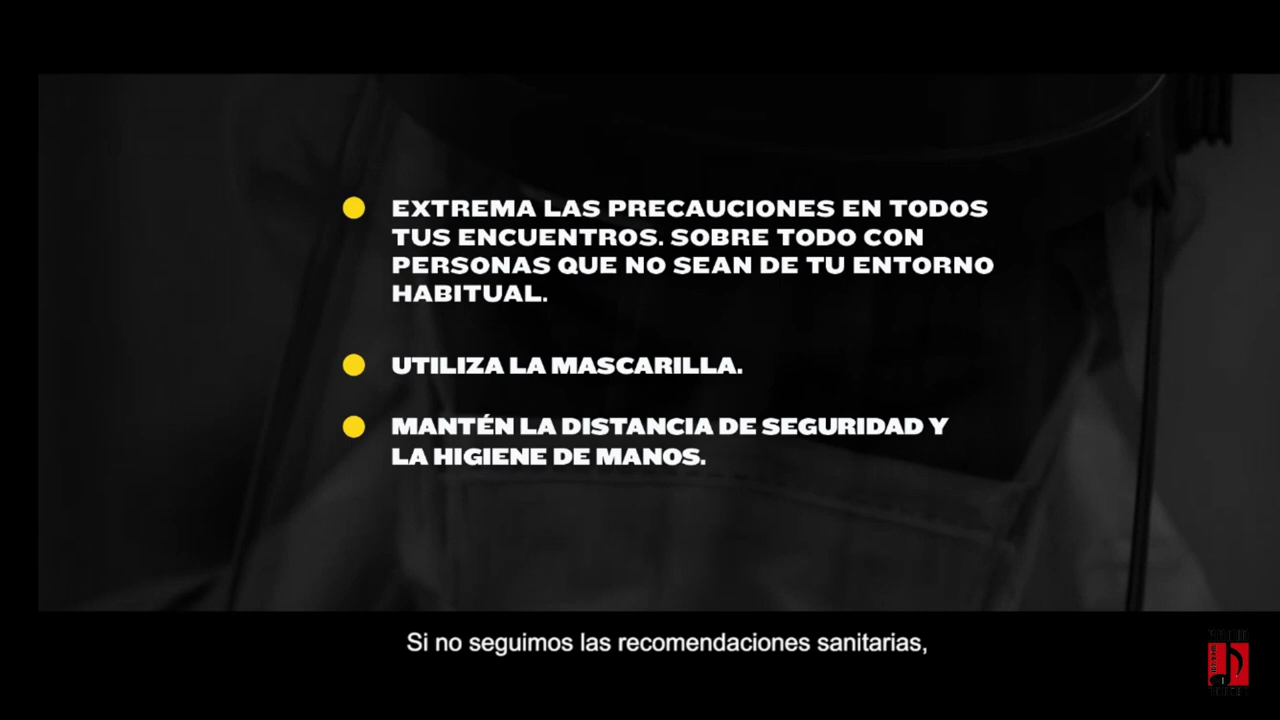 EXTREMA LAS PRECAUCIONES EN TODOS
TUS ENCUENTROS. SOBRE TODO CON
PERSONAS QUE NO SEAN DE TU ENTORNO
HABITUAL.
UTILIZA LA MASCARILLA.
MANTÉN LA DISTANCIA DE SEGURIDAD Y
LA HIGIENE DE MANOS.
Si no seguimos las recomendaciones sanitarias,